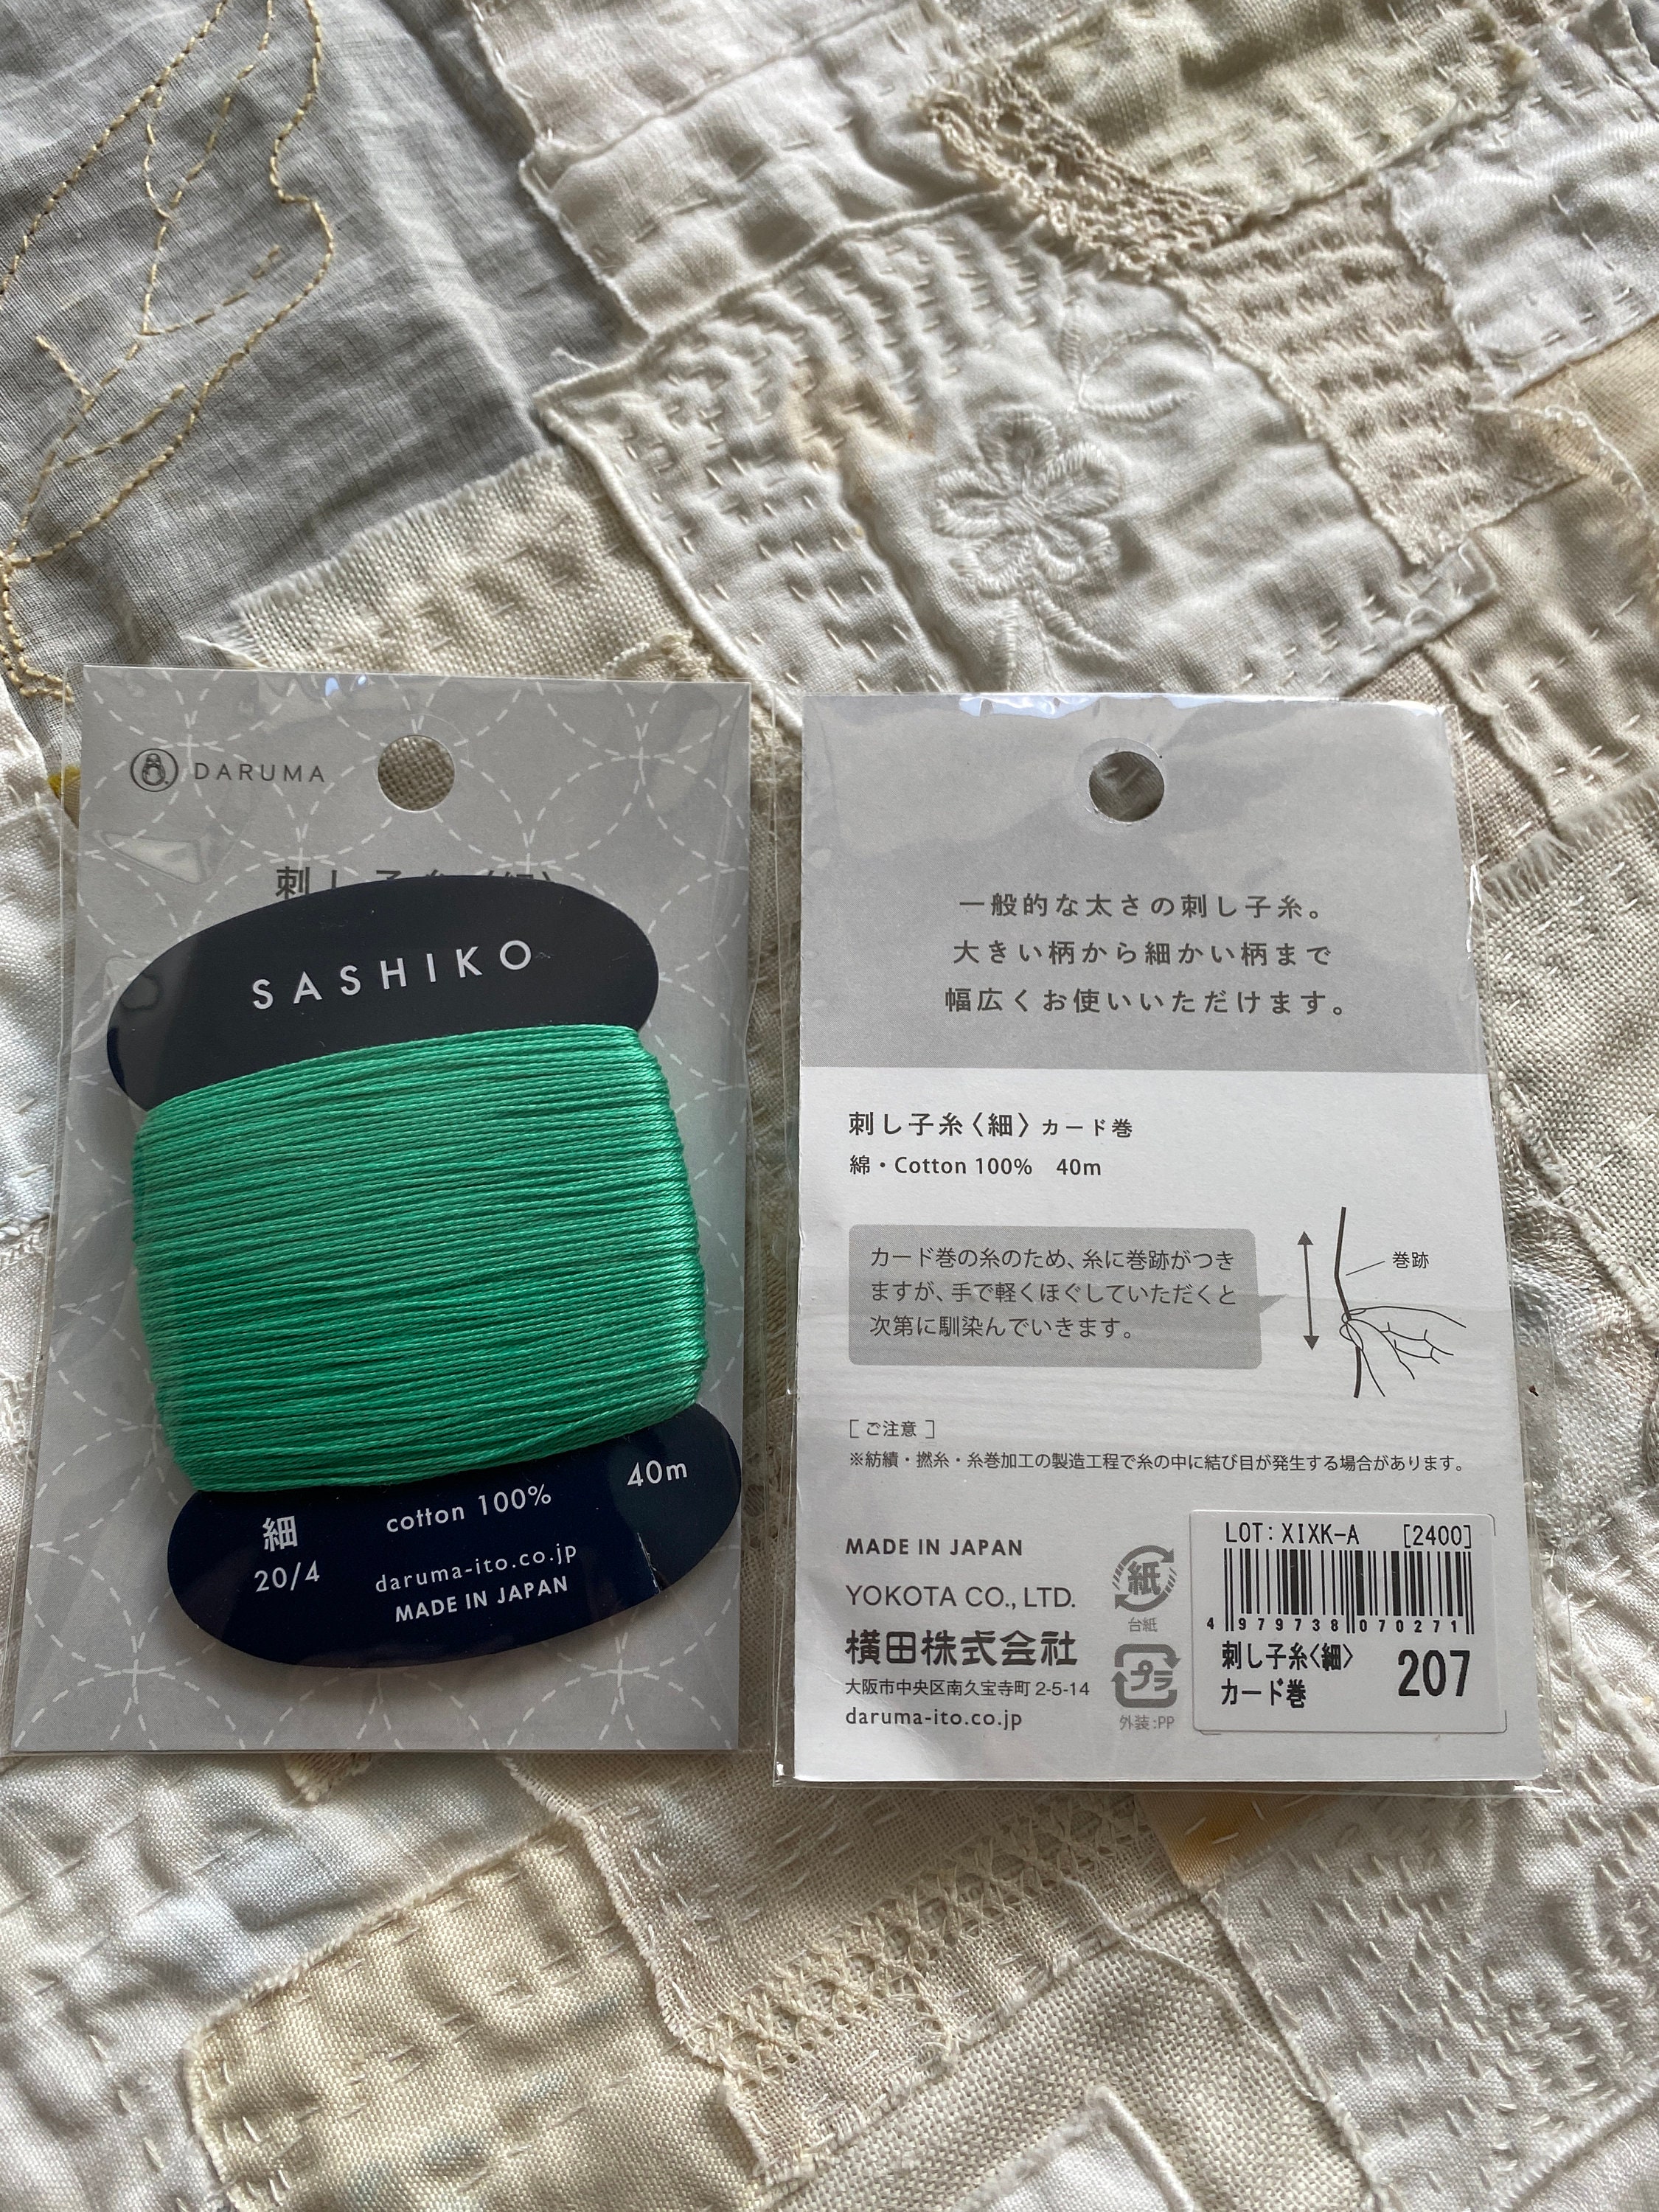 DARUMA
刺し子糸〈細〉
SASHIKO
細
20/4
cotton 100%
40m
daruma-ito.co.jp
MADE IN JAPAN
一般的な太さの刺し子糸。
大きい柄から細かい柄まで
幅広くお使いいただけます。
刺し子糸〈細〉カード巻
綿・Cotton 100% 40m
カード巻の糸のため、糸に巻跡がつき
ますが、手で軽くほぐしていただくと
次第に馴染んでいきます。
巻跡
［ご注意］
※紡績・撚糸・糸巻加工の製造工程で糸の中に結び目が発生する場合があります。
MADE IN JAPAN
YOKOTA CO., LTD.
横田株式会社
大阪市中央区南久宝寺町 2-5-14
daruma-ito.co.jp
紙
台紙
プラ
外装:PP
LOT: XIXK-A [2400]
4 979738 070271
刺し子糸<細>
カード巻
207